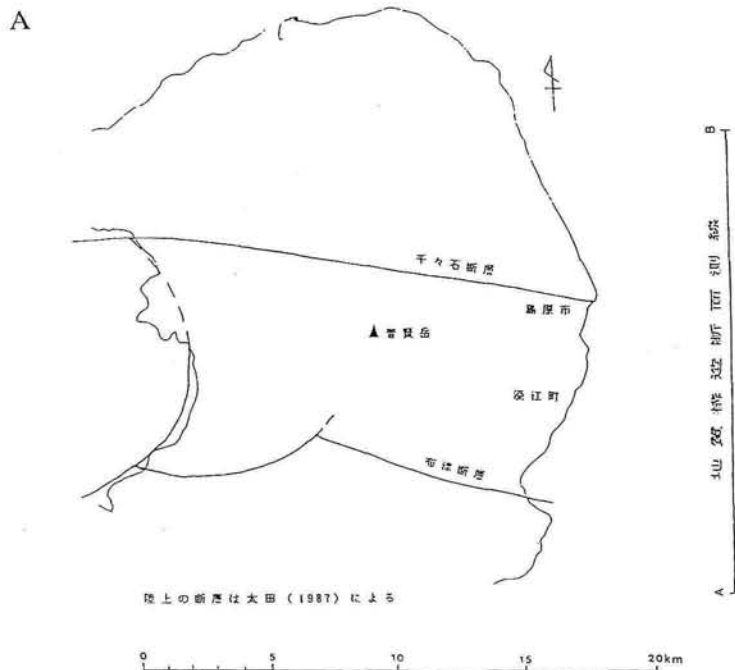 A
千々石断層
島原市
普賢岳
深江町
布津断層
地質構造断面測線
B
A
陸上の断層は太田(1987)による
0 5 10 15 20km